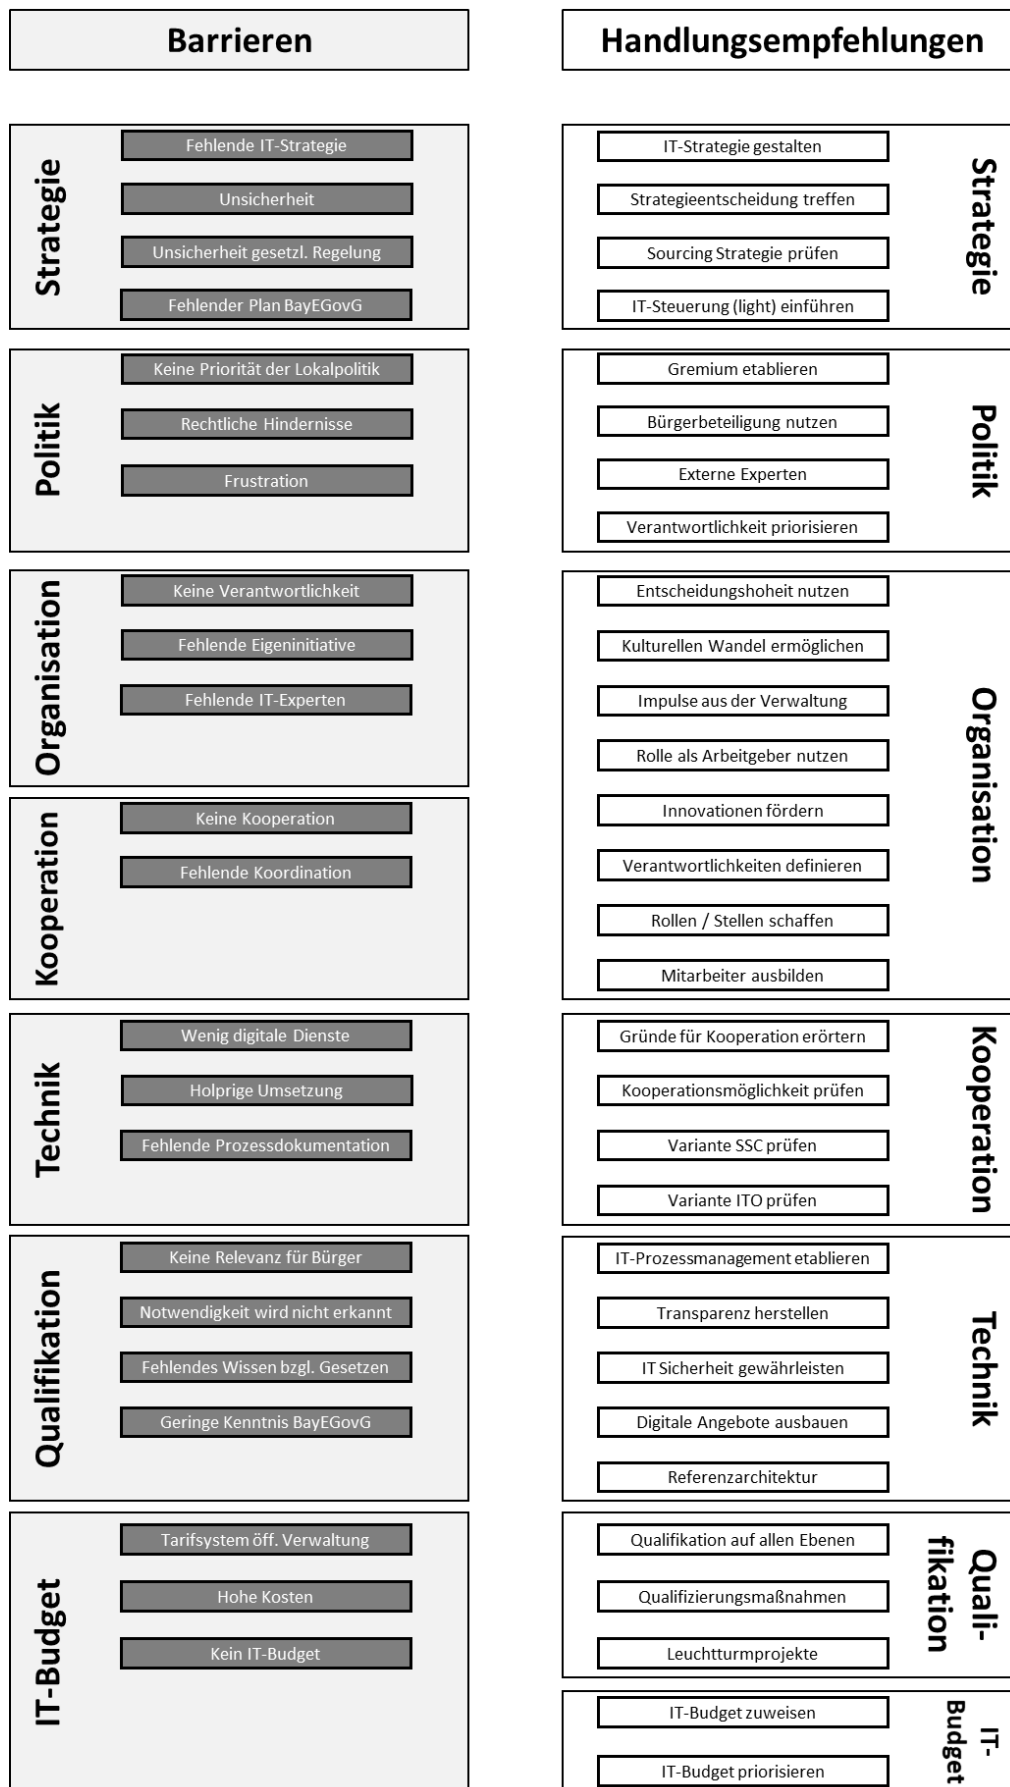 Barrieren
Strategie
Fehlende IT-Strategie
Unsicherheit
Unsicherheit gesetzl. Regelung
Fehlender Plan BayEGovG
Politik
Keine Priorität der Lokalpolitik
Rechtliche Hindernisse
Frustration
Organisation
Keine Verantwortlichkeit
Fehlende Eigeninitiative
Fehlende IT-Experten
Kooperation
Keine Kooperation
Fehlende Koordination
Technik
Wenig digitale Dienste
Holprige Umsetzung
Fehlende Prozessdokumentation
Qualifikation
Keine Relevanz für Bürger
Notwendigkeit wird nicht erkannt
Fehlendes Wissen bzgl. Gesetzen
Geringe Kenntnis BayEGovG
IT-Budget
Tarifsystem öff. Verwaltung
Hohe Kosten
Kein IT-Budget
Handlungsempfehlungen
Strategie
IT-Strategie gestalten
Strategieentscheidung treffen
Sourcing Strategie prüfen
IT-Steuerung (light) einführen
Politik
Gremium etablieren
Bürgerbeteiligung nutzen
Externe Experten
Verantwortlichkeit priorisieren
Organisation
Entscheidungshoheit nutzen
Kulturellen Wandel ermöglichen
Impulse aus der Verwaltung
Rolle als Arbeitgeber nutzen
Innovationen fördern
Verantwortlichkeiten definieren
Rollen / Stellen schaffen
Mitarbeiter ausbilden
Kooperation
Gründe für Kooperation erörtern
Kooperationsmöglichkeit prüfen
Variante SSC prüfen
Variante ITO prüfen
Technik
IT-Prozessmanagement etablieren
Transparenz herstellen
IT Sicherheit gewährleisten
Digitale Angebote ausbauen
Referenzarchitektur
Quali-
fikation
Qualifikation auf allen Ebenen
Qualifizierungsmaßnahmen
Leuchtturmprojekte
IT-
Budget
IT-Budget zuweisen
IT-Budget priorisieren